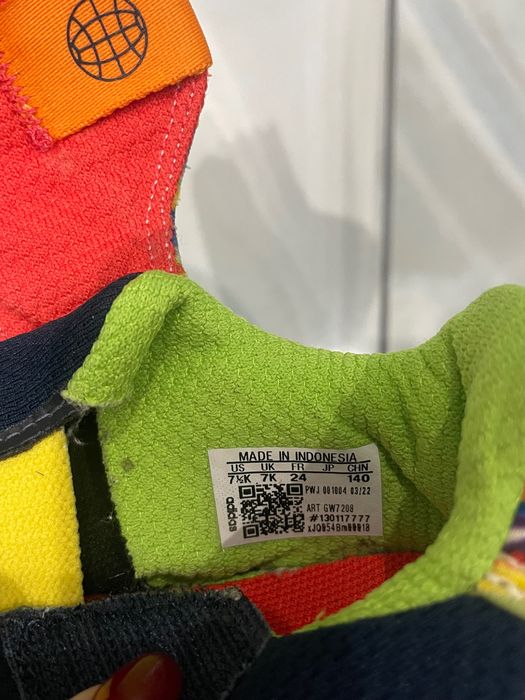 MADE IN INDONESIA
US UK FR JP CHN
7½K 7K 24 140
adidas
PWJ 001804 03/22
ART GW7208
#130117777